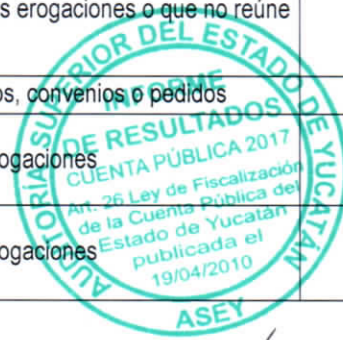 s erogaciones o que no reúne
os, convenios o pedidos
ogaciones
ogaciones
AUDITORÍA SUPERIOR DEL ESTADO DE YUCATÁN
INFORME
DE RESULTADOS
CUENTA PÚBLICA 2017
Art. 26 Ley de Fiscalización
de la Cuenta Pública del
Estado de Yucatán
publicada el
19/04/2010
ASEY